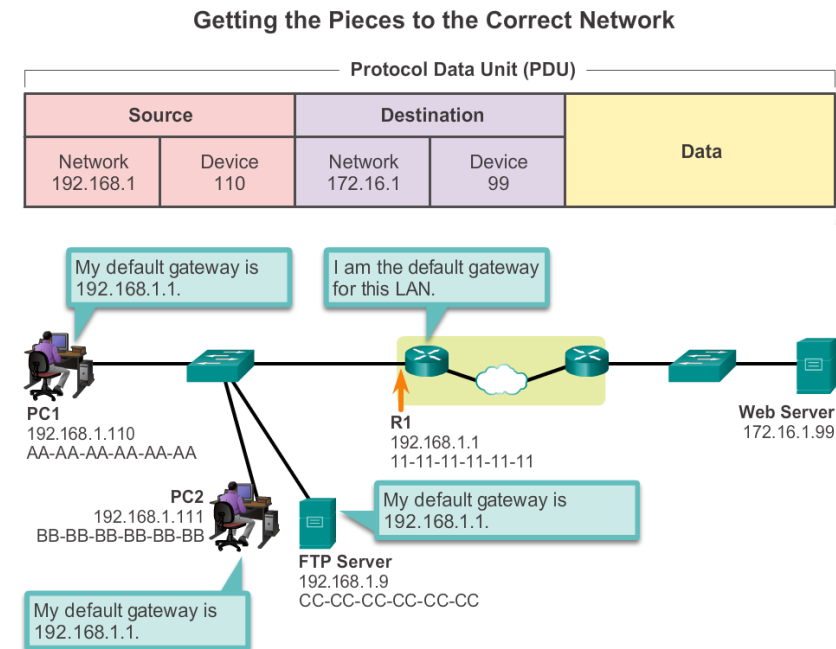 Getting the Pieces to the Correct Network
Protocol Data Unit (PDU)
Source
Destination
Data
Network
192.168.1
Device
110
Network
172.16.1
Device
99
My default gateway is
192.168.1.1.
I am the default gateway
for this LAN.
PC1
192.168.1.110
AA-AA-AA-AA-AA-AA
R1
192.168.1.1
11-11-11-11-11-11
Web Server
172.16.1.99
PC2
192.168.1.111
BB-BB-BB-BB-BB-BB
My default gateway is
192.168.1.1.
FTP Server
192.168.1.9
CC-CC-CC-CC-CC-CC
My default gateway is
192.168.1.1.